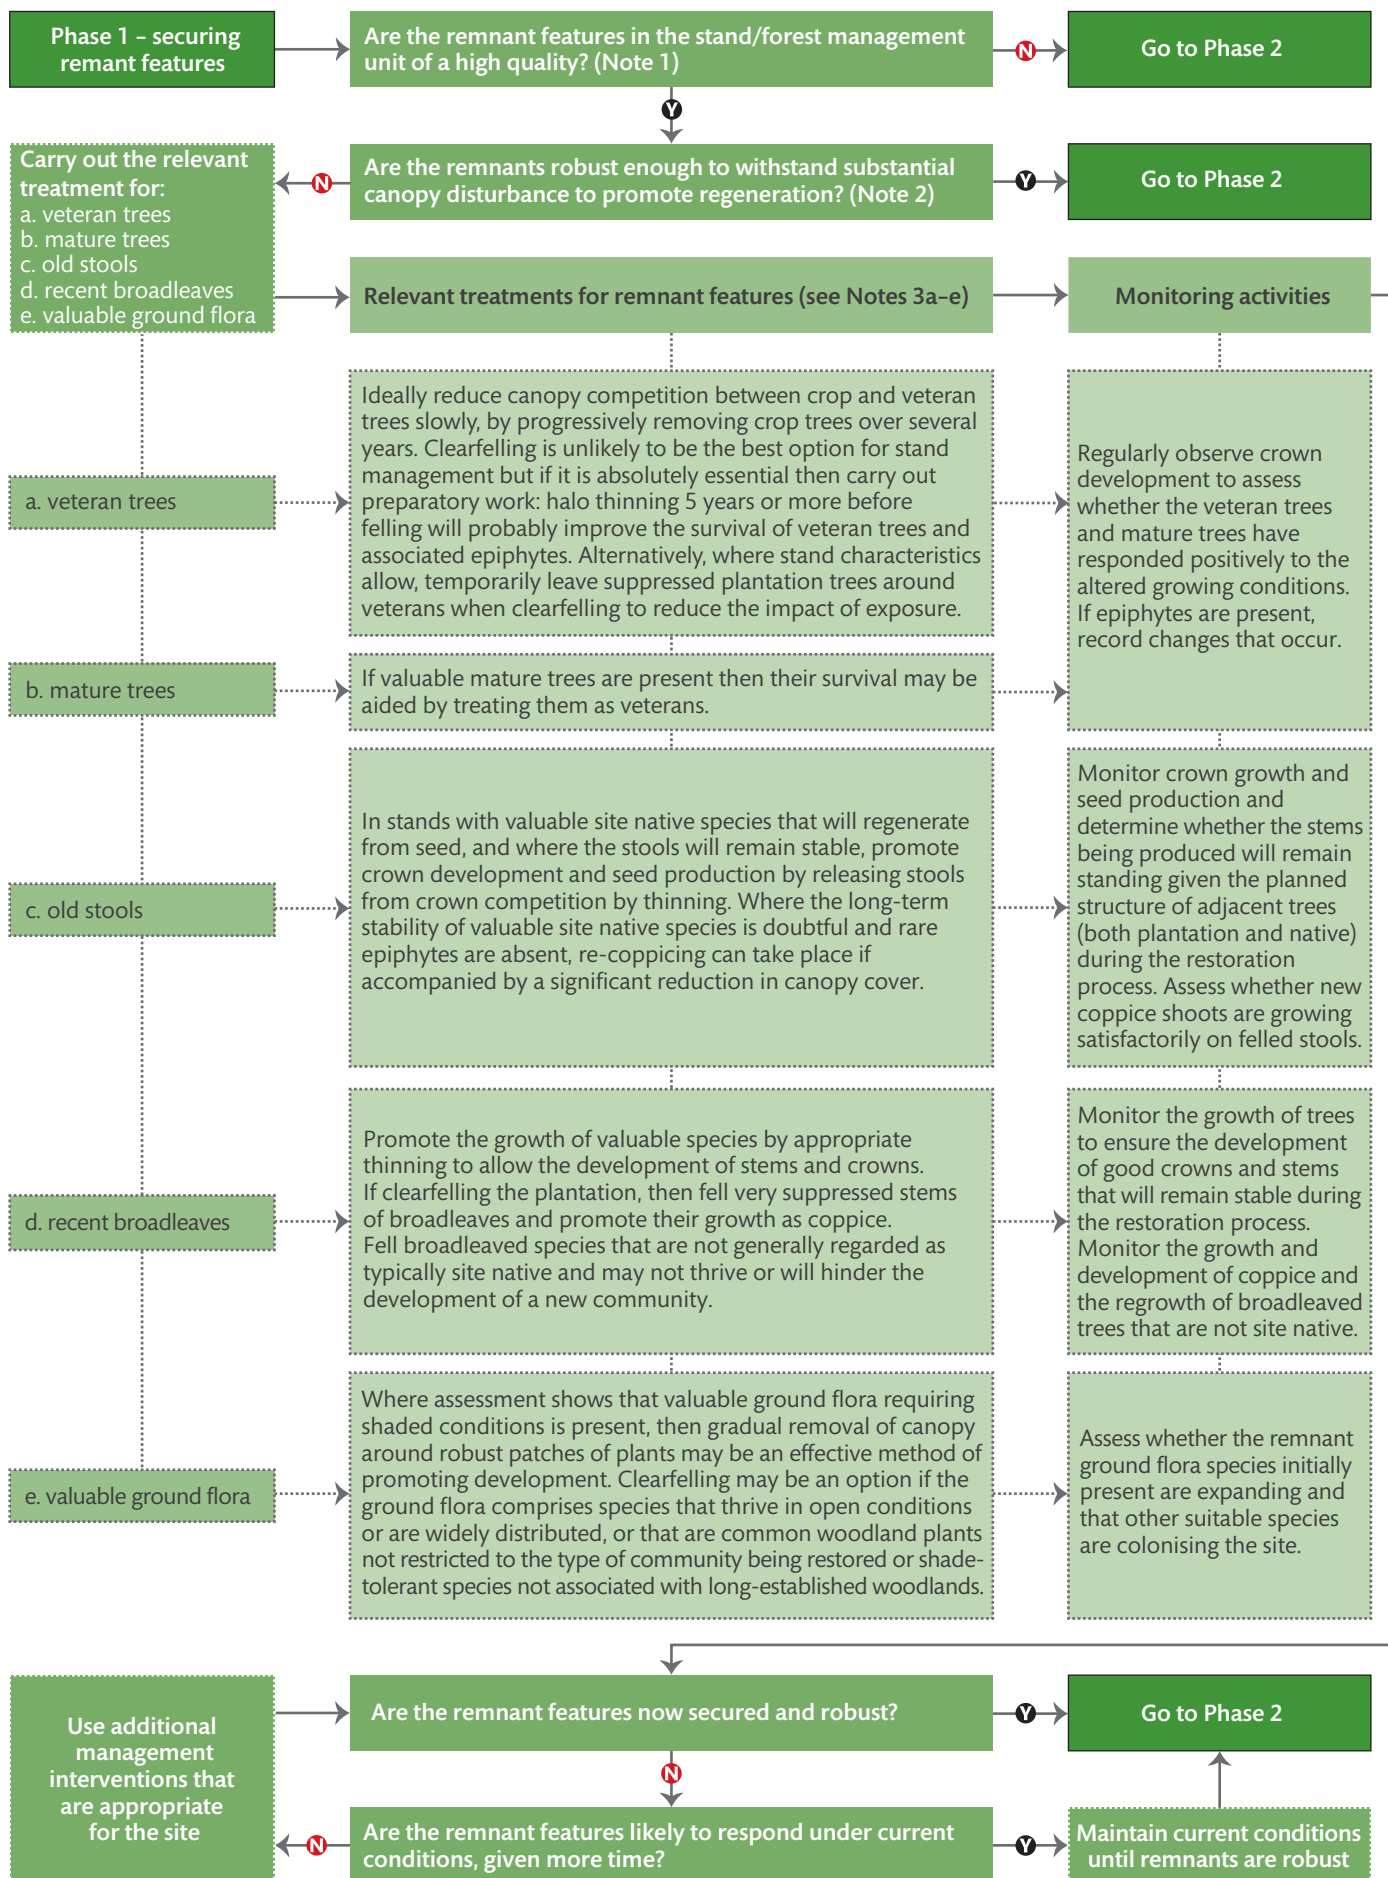 Phase 1 – securing
remant features
Are the remnant features in the stand/forest management
unit of a high quality? (Note 1)
N
Go to Phase 2
Y
Carry out the relevant
treatment for:
a. veteran trees
b. mature trees
c. old stools
d. recent broadleaves
e. valuable ground flora
N
Are the remnants robust enough to withstand substantial
canopy disturbance to promote regeneration? (Note 2)
Y
Go to Phase 2
Relevant treatments for remnant features (see Notes 3a–e)
Monitoring activities
a. veteran trees
Ideally reduce canopy competition between crop and veteran
trees slowly, by progressively removing crop trees over several
years. Clearfelling is unlikely to be the best option for stand
management but if it is absolutely essential then carry out
preparatory work: halo thinning 5 years or more before
felling will probably improve the survival of veteran trees and
associated epiphytes. Alternatively, where stand characteristics
allow, temporarily leave suppressed plantation trees around
veterans when clearfelling to reduce the impact of exposure.
Regularly observe crown
development to assess
whether the veteran trees
and mature trees have
responded positively to the
altered growing conditions.
If epiphytes are present,
record changes that occur.
b. mature trees
If valuable mature trees are present then their survival may be
aided by treating them as veterans.
c. old stools
In stands with valuable site native species that will regenerate
from seed, and where the stools will remain stable, promote
crown development and seed production by releasing stools
from crown competition by thinning. Where the long-term
stability of valuable site native species is doubtful and rare
epiphytes are absent, re-coppicing can take place if
accompanied by a significant reduction in canopy cover.
Monitor crown growth and
seed production and
determine whether the stems
being produced will remain
standing given the planned
structure of adjacent trees
(both plantation and native)
during the restoration
process. Assess whether new
coppice shoots are growing
satisfactorily on felled stools.
d. recent broadleaves
Promote the growth of valuable species by appropriate
thinning to allow the development of stems and crowns.
If clearfelling the plantation, then fell very suppressed stems
of broadleaves and promote their growth as coppice.
Fell broadleaved species that are not generally regarded as
typically site native and may not thrive or will hinder the
development of a new community.
Monitor the growth of trees
to ensure the development
of good crowns and stems
that will remain stable during
the restoration process.
Monitor the growth and
development of coppice and
the regrowth of broadleaved
trees that are not site native.
e. valuable ground flora
Where assessment shows that valuable ground flora requiring
shaded conditions is present, then gradual removal of canopy
around robust patches of plants may be an effective method of
promoting development. Clearfelling may be an option if the
ground flora comprises species that thrive in open conditions
or are widely distributed, or that are common woodland plants
not restricted to the type of community being restored or shade-
tolerant species not associated with long-established woodlands.
Assess whether the remnant
ground flora species initially
present are expanding and
that other suitable species
are colonising the site.
Use additional
management
interventions that
are appropriate
for the site
Are the remnant features now secured and robust?
Y
Go to Phase 2
N
N
Are the remnant features likely to respond under current
conditions, given more time?
Y
Maintain current conditions
until remnants are robust